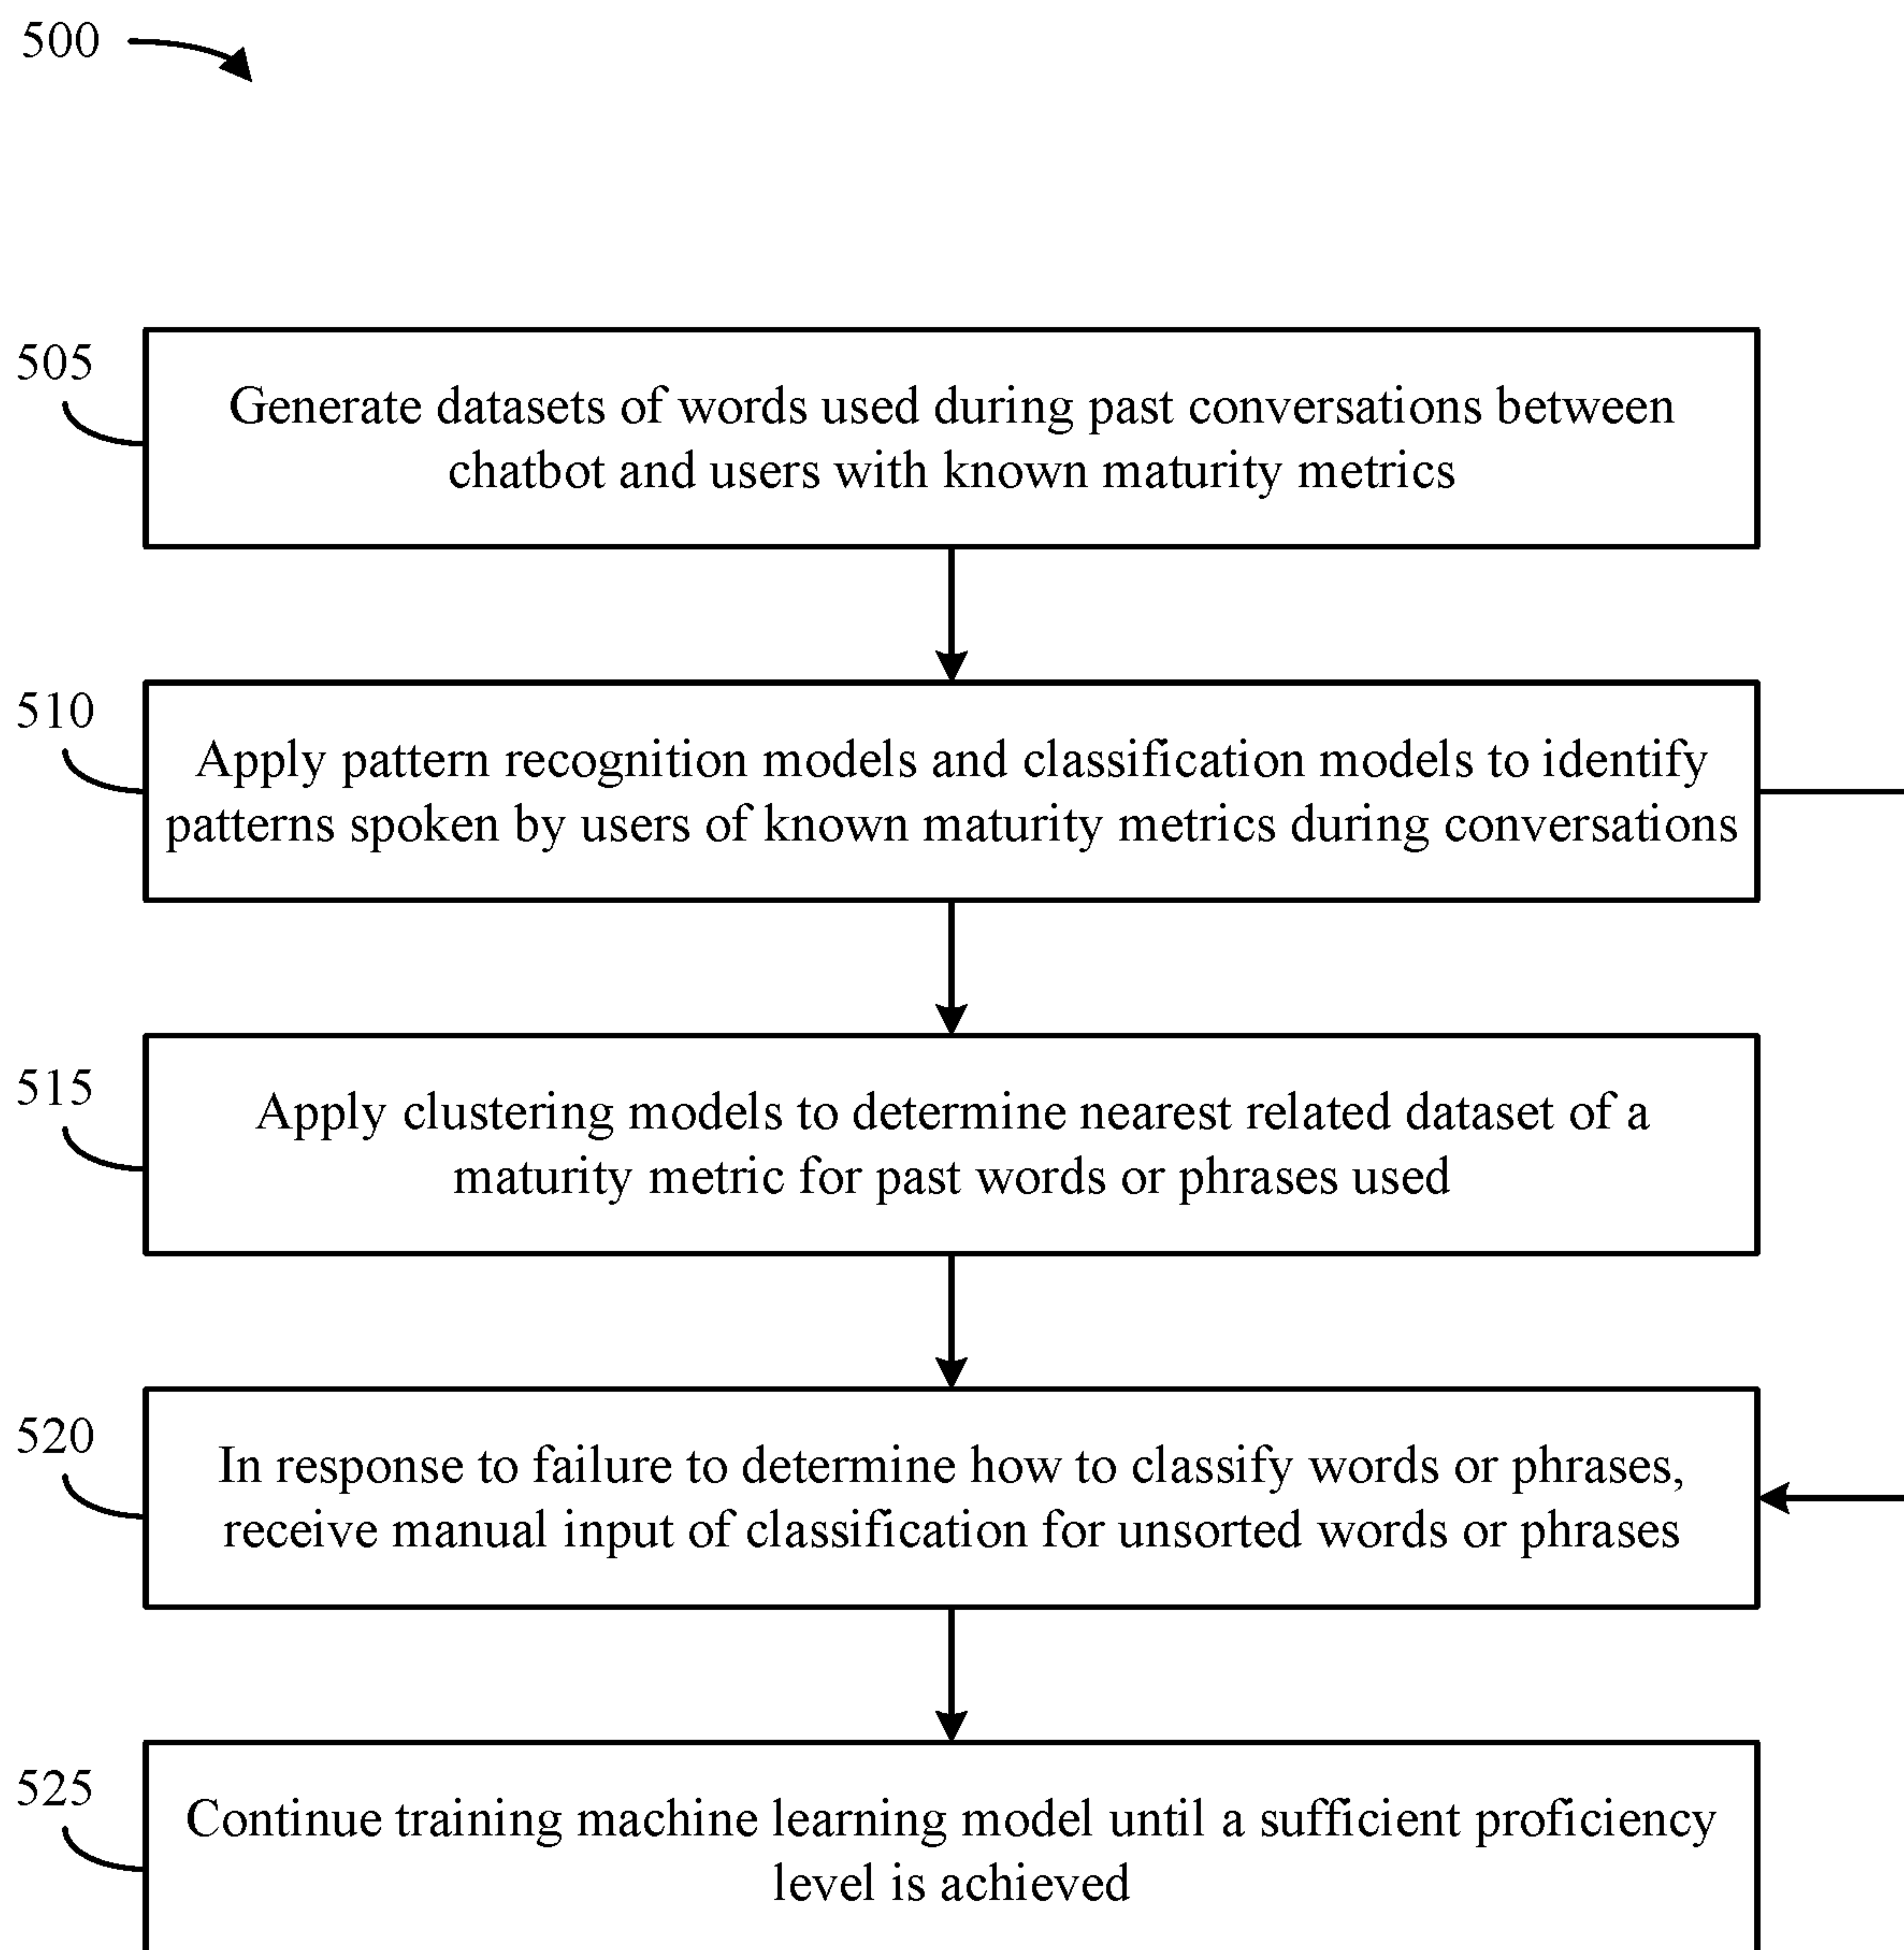 500
505
Generate datasets of words used during past conversations between
chatbot and users with known maturity metrics
510
Apply pattern recognition models and classification models to identify
patterns spoken by users of known maturity metrics during conversations
515
Apply clustering models to determine nearest related dataset of a
maturity metric for past words or phrases used
520
In response to failure to determine how to classify words or phrases,
receive manual input of classification for unsorted words or phrases
525
Continue training machine learning model until a sufficient proficiency
level is achieved